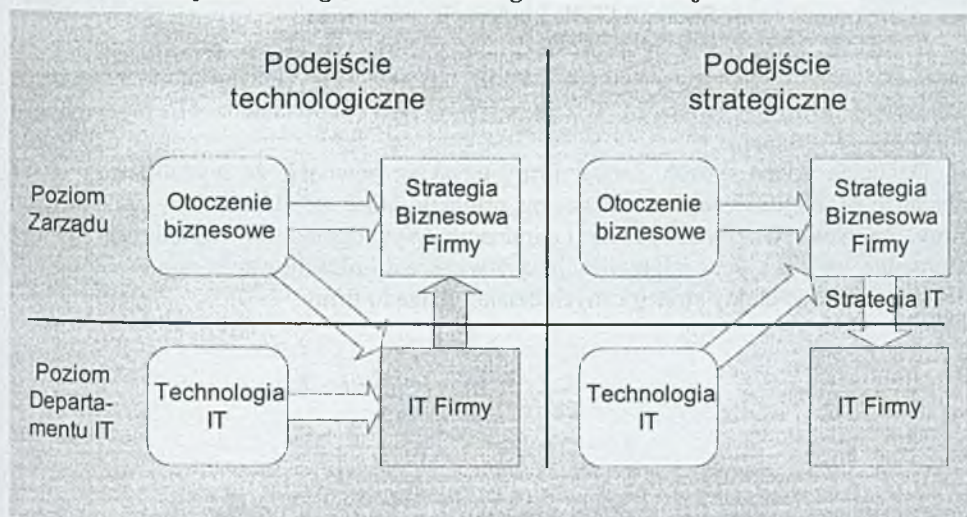 Podejście
technologiczne
Podejście
strategiczne
Poziom
Zarządu
Otoczenie
biznesowe
Strategia
Biznesowa
Firmy
Otoczenie
biznesowe
Strategia
Biznesowa
Firmy
Strategia IT
Poziom
Departa-
mentu IT
Technologia
IT
IT Firmy
Technologia
IT
IT Firmy